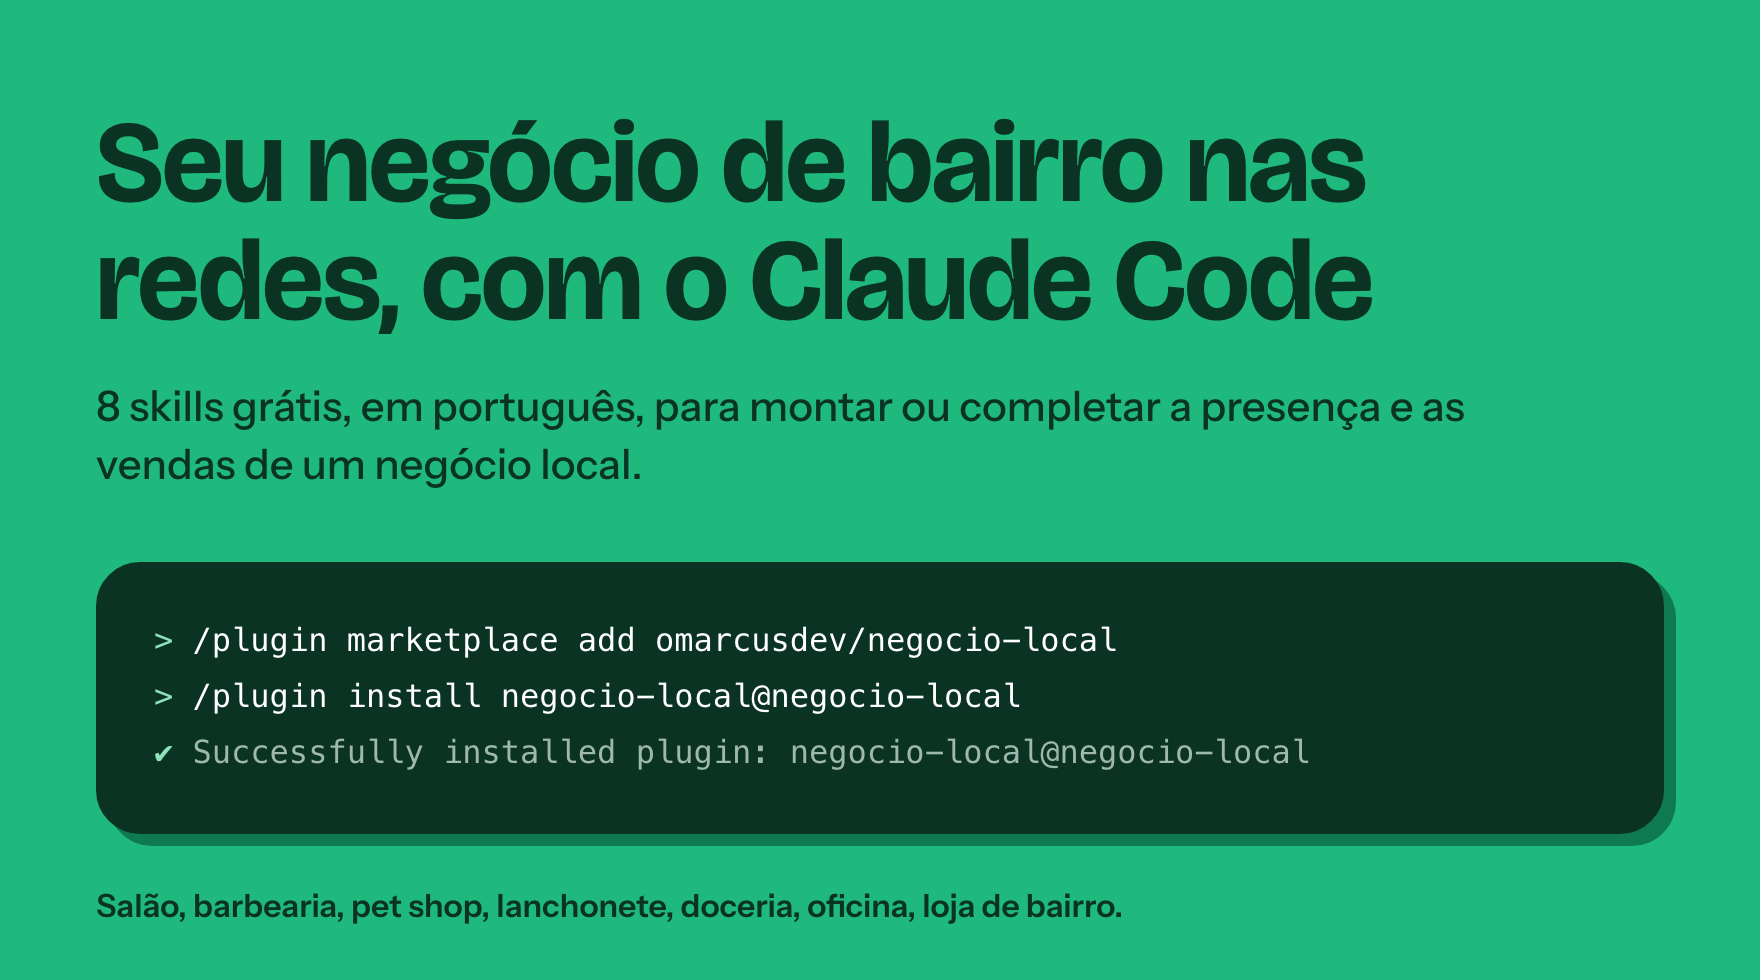 Seu negócio de bairro nas
redes, com o Claude Code
8 skills grátis, em português, para montar ou completar a presença e as
vendas de um negócio local.
> /plugin marketplace add omarcusdev/negocio-local
> /plugin install negocio-local@negocio-local
✔ Successfully installed plugin: negocio-local@negocio-local
Salão, barbearia, pet shop, lanchonete, doceria, oficina, loja de bairro.